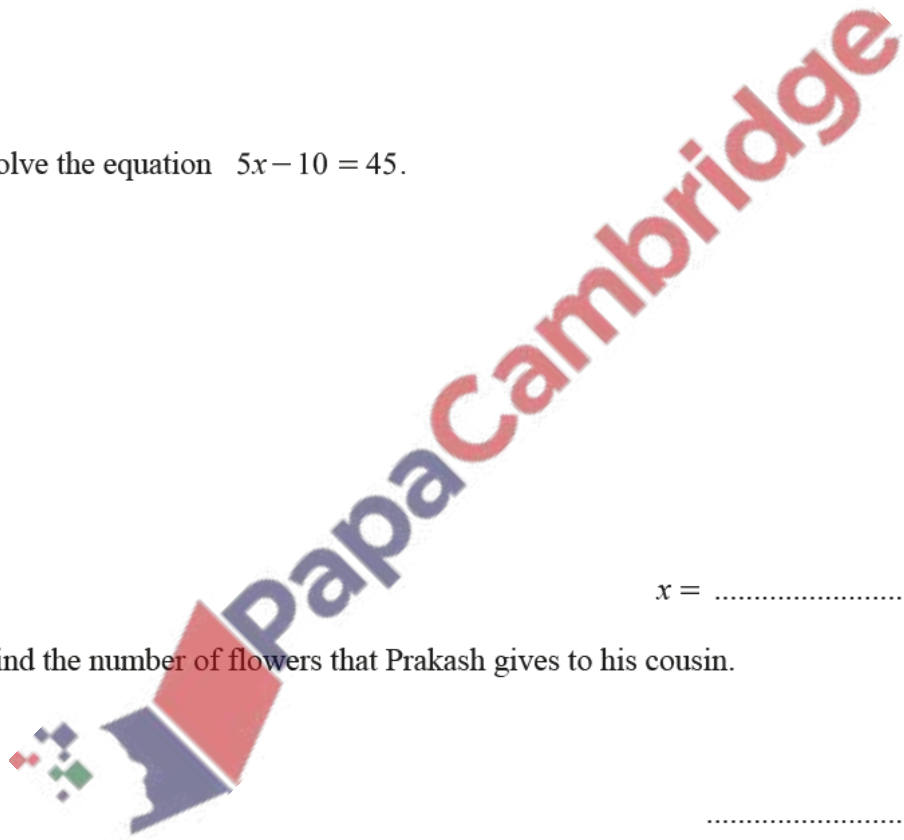 olve the equation 5x − 10 = 45.
x = ........................
ind the number of flowers that Prakash gives to his cousin.
.........................
PapaCambridge